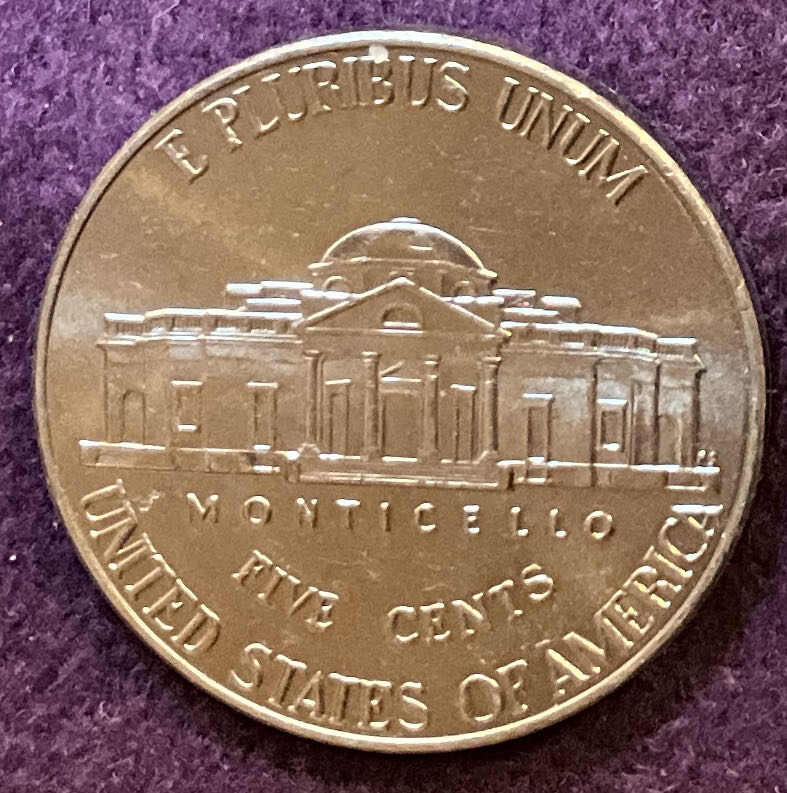 E PLURIBUS UNUM
MONTICELLO
FIVE CENTS
UNITED STATES OF AMERICA